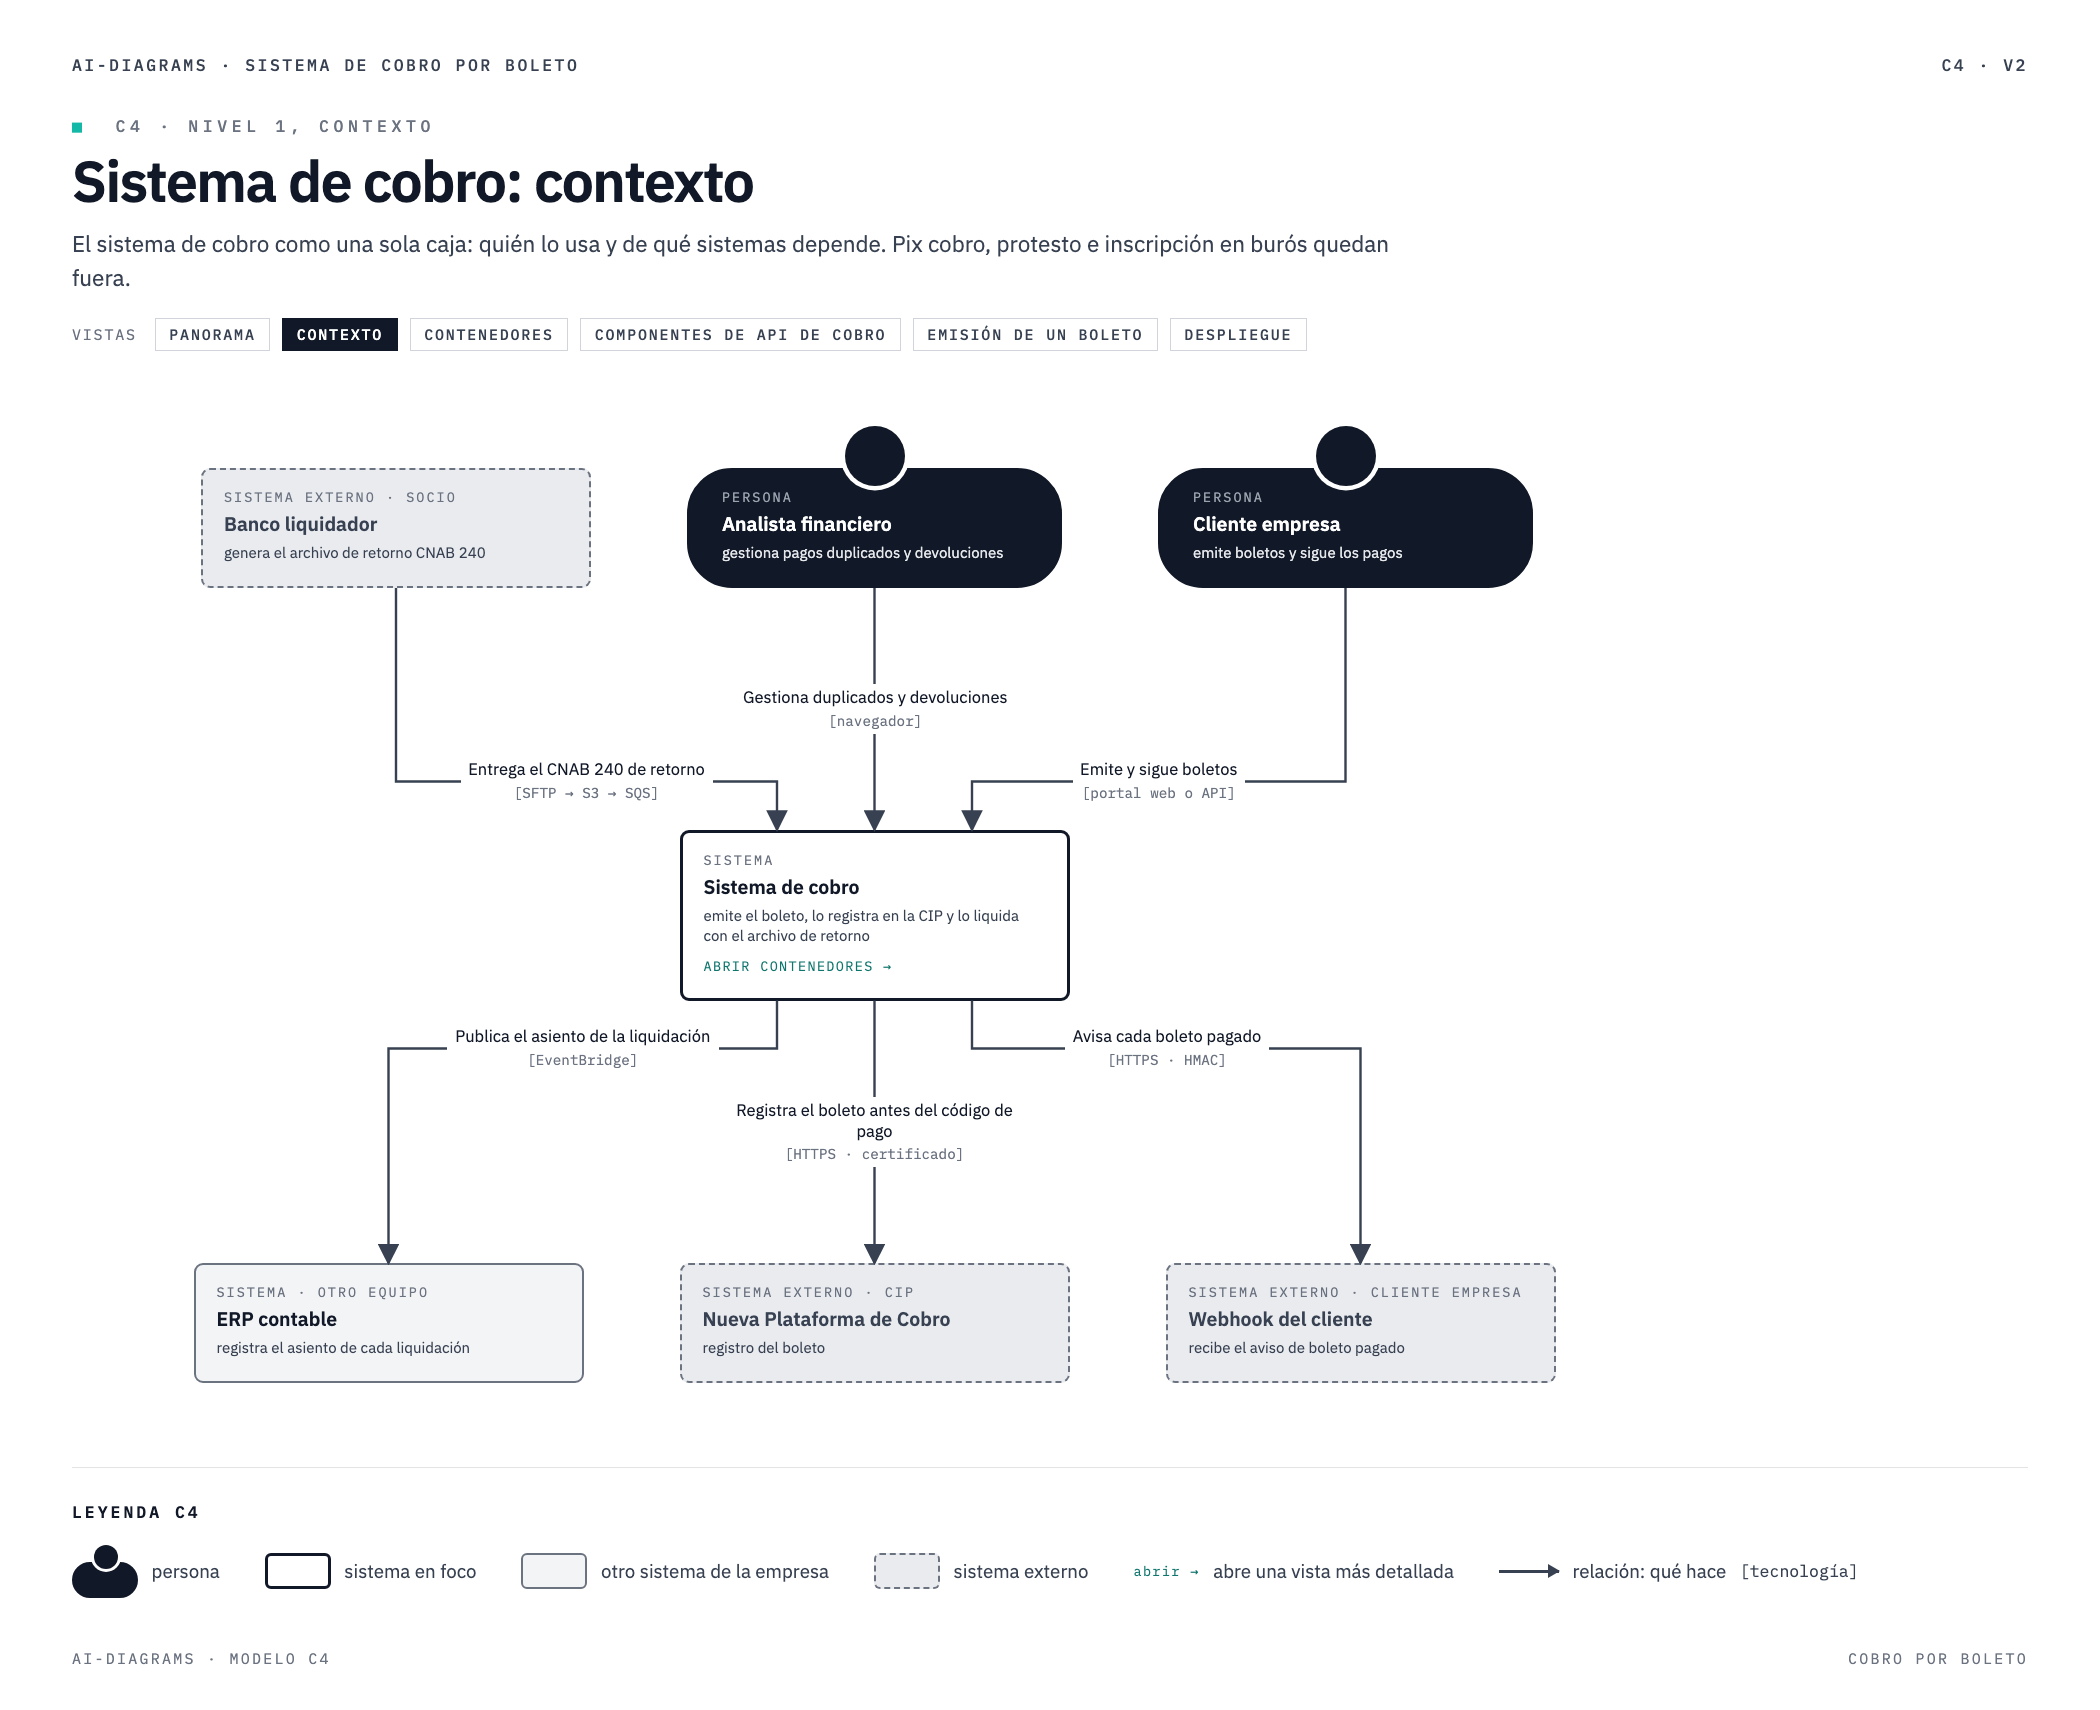 AI-DIAGRAMS · SISTEMA DE COBRO POR BOLETO
C4 · V2
C4 · NIVEL 1, CONTEXTO
Sistema de cobro: contexto
El sistema de cobro como una sola caja: quién lo usa y de qué sistemas depende. Pix cobro, protesto e inscripción en burós quedan
fuera.
VISTAS PANORAMA CONTEXTO CONTENEDORES COMPONENTES DE API DE COBRO EMISIÓN DE UN BOLETO DESPLIEGUE
SISTEMA EXTERNO · SOCIO
Banco liquidador
genera el archivo de retorno CNAB 240
PERSONA
Analista financiero
gestiona pagos duplicados y devoluciones
PERSONA
Cliente empresa
emite boletos y sigue los pagos
Gestiona duplicados y devoluciones
[navegador]
Entrega el CNAB 240 de retorno
[SFTP → S3 → SQS]
Emite y sigue boletos
[portal web o API]
SISTEMA
Sistema de cobro
emite el boleto, lo registra en la CIP y lo liquida
con el archivo de retorno
ABRIR CONTENEDORES →
Publica el asiento de la liquidación
[EventBridge]
Avisa cada boleto pagado
[HTTPS · HMAC]
Registra el boleto antes del código de
pago
[HTTPS · certificado]
SISTEMA · OTRO EQUIPO
ERP contable
registra el asiento de cada liquidación
SISTEMA EXTERNO · CIP
Nueva Plataforma de Cobro
registro del boleto
SISTEMA EXTERNO · CLIENTE EMPRESA
Webhook del cliente
recibe el aviso de boleto pagado
LEYENDA C4
persona
sistema en foco
otro sistema de la empresa
sistema externo
abrir → abre una vista más detallada
relación: qué hace [tecnología]
AI-DIAGRAMS · MODELO C4
COBRO POR BOLETO